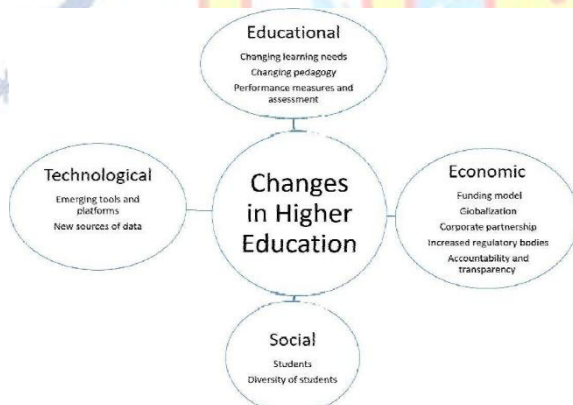 Educational
Changing learning needs
Changing pedagogy
Performance measures and
assessment
Technological
Emerging tools and
platforms
New sources of data
Changes
in Higher
Education
Economic
Funding model
Globalization
Corporate partnership
Increased regulatory bodies
Accountability and
transparency
Social
Students
Diversity of students